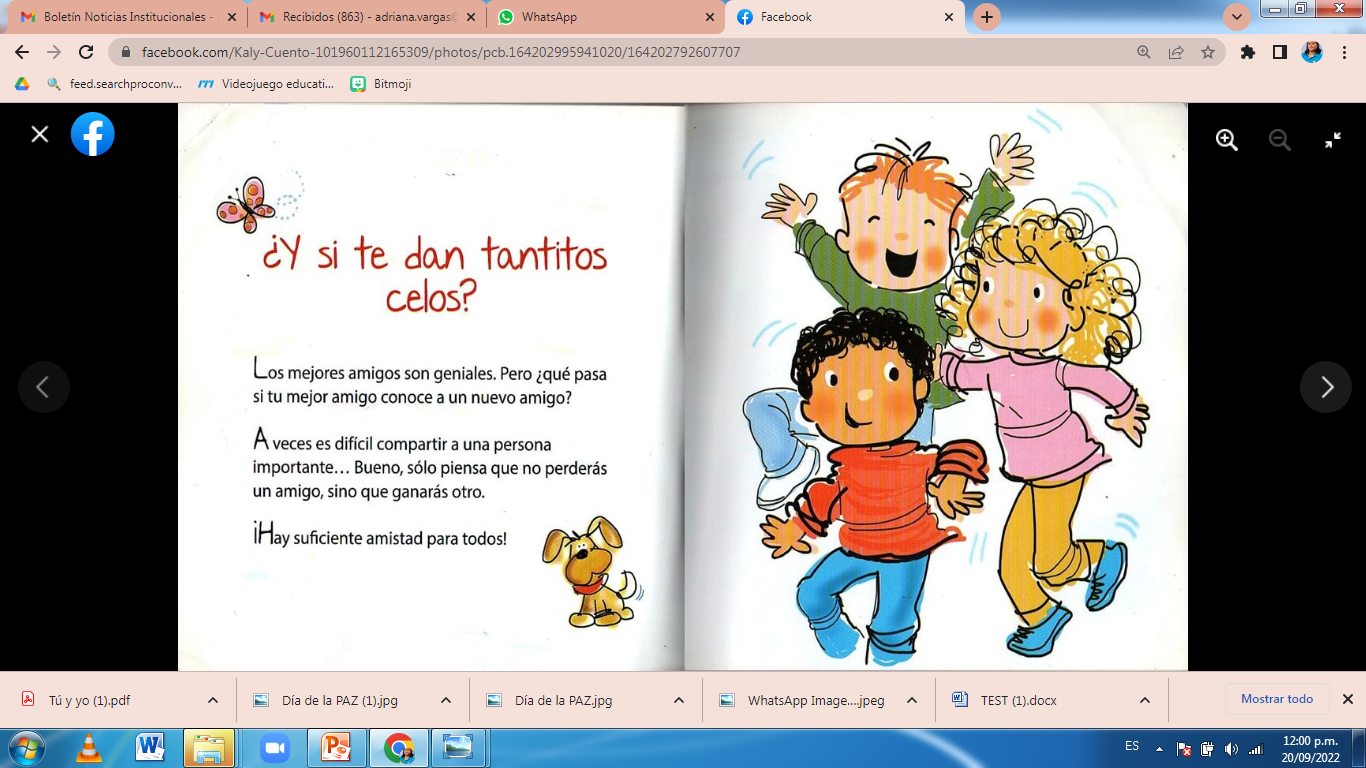 Boletín Noticias Institucionales -
Recibidos (863) - adriana.vargas@
WhatsApp
Facebook
facebook.com/Kaly-Cuento-101960112165309/photos/pcb.164202995941020/164202792607707
feed.searchproconv...
Videojuego educati...
Bitmoji
¿Y si te dan tantitos
celos?
Los mejores amigos son geniales. Pero ¿qué pasa
si tu mejor amigo conoce a un nuevo amigo?
A veces es difícil compartir a una persona
importante... Bueno, sólo piensa que no perderás
un amigo, sino que ganarás otro.
¡Hay suficiente amistad para todos!
Tú y yo (1).pdf
Día de la PAZ (1).jpg
Día de la PAZ.jpg
WhatsApp Image....jpeg
TEST (1).docx
Mostrar todo
ES
12:00 p.m.
20/09/2022